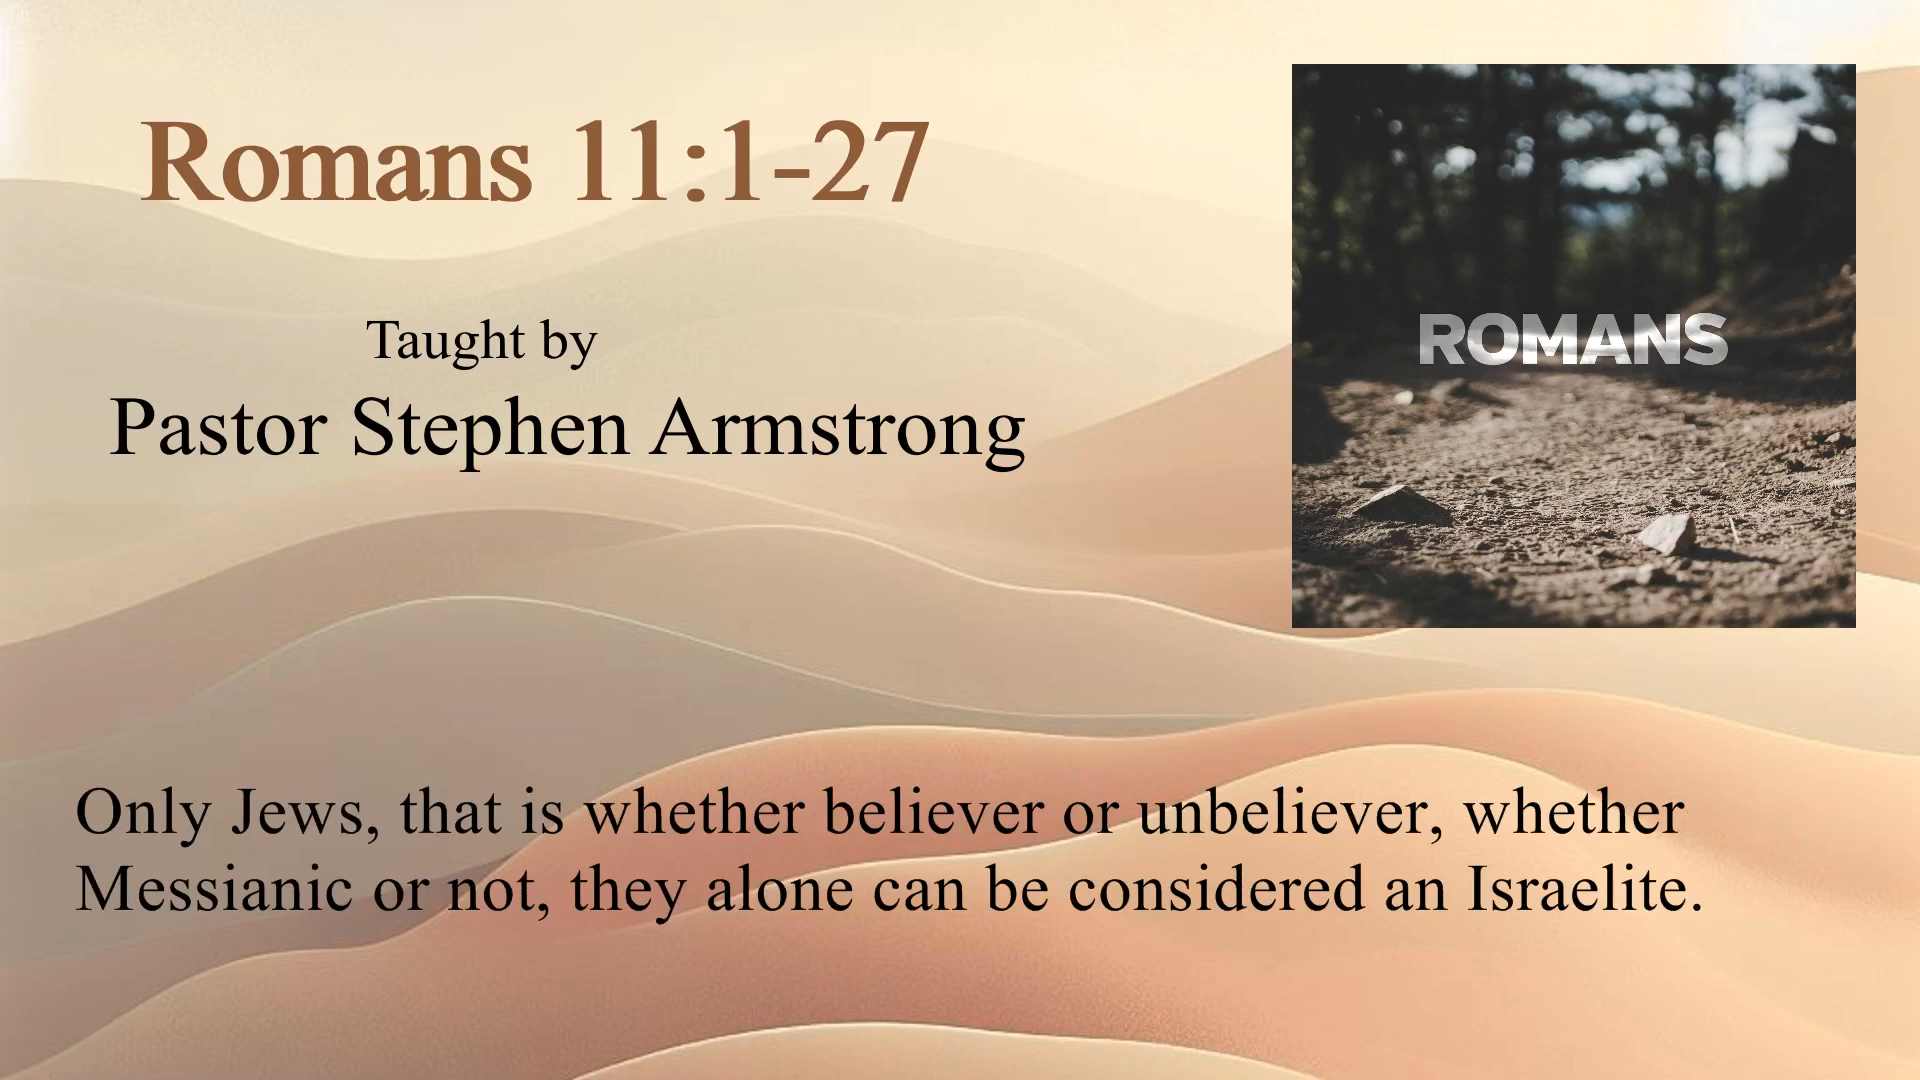 Romans 11:1-27
Taught by
Pastor Stephen Armstrong
ROMANS
Only Jews, that is whether believer or unbeliever, whether
Messianic or not, they alone can be considered an Israelite.